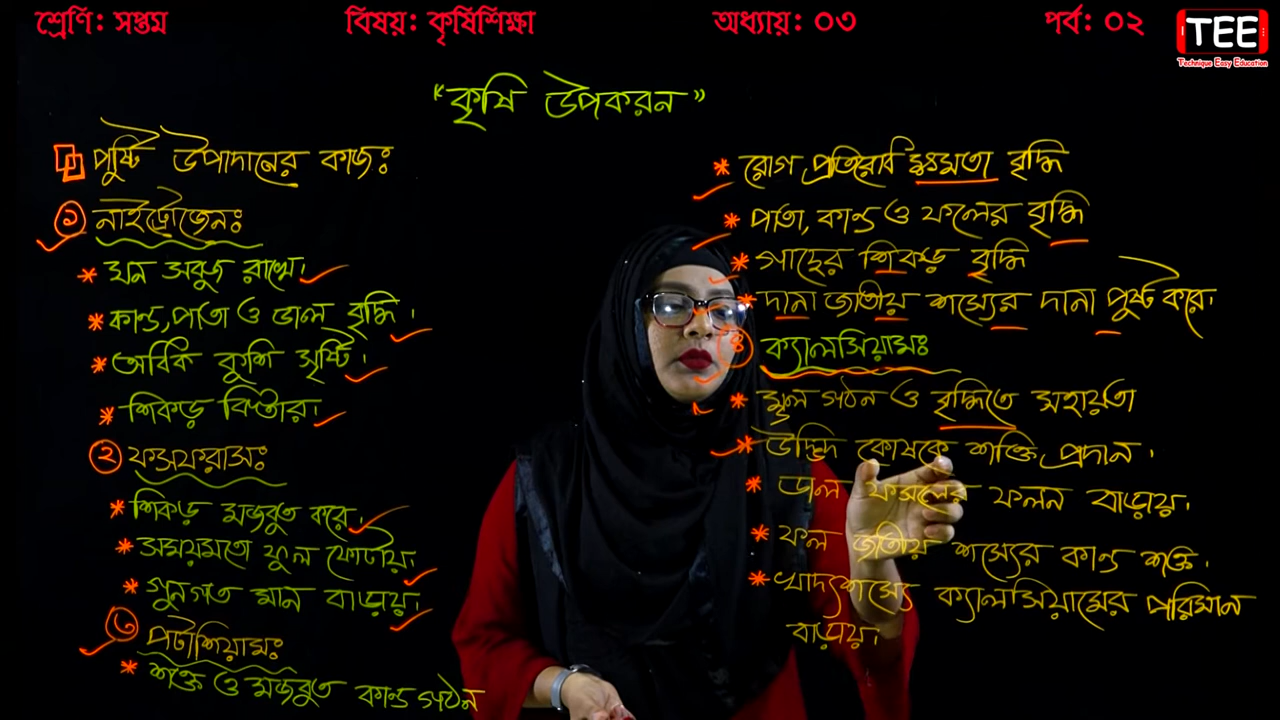 শ্রেণি: সপ্তম
বিষয়: কৃষিশিক্ষা
অধ্যায়: ০৩
পর্ব: ০২
TEE
Technique Easy Education
"কৃষি উপকরন"
পুষ্টি উপাদানের কাজঃ
১ নাইট্রোজেনঃ
* ঘন সবুজ রাখে।
* কান্ড, পাতা ও ডাল বৃদ্ধি।
* অধিক কুশি সৃষ্টি।
* শিকড় বিস্তার।
২ ফসফরাসঃ
* শিকড় মজবুত করে।
* সময়মতো ফুল ফোটায়।
* গুনগত মান বাড়ায়।
৩ পটাশিয়ামঃ
* শক্ত ও মজবুত কান্ড গঠন
* রোগ প্রতিরোধ ক্ষমতা বৃদ্ধি
* পাতা, কান্ড ও ফলের বৃদ্ধি
* গাছের শিকড় বৃদ্ধি
* দানা জাতীয় শস্যের দানা পুষ্ট করে।
৪ ক্যালসিয়ামঃ
* মূল গঠন ও বৃদ্ধিতে সহায়তা
* উদ্ভিদ কোষকে শক্তি প্রদান।
* ডাল ফসলের ফলন বাড়ায়।
* ফল জতীয় শস্যের কান্ড শক্ত।
* খাদ্যশস্যে ক্যালসিয়ামের পরিমান
বাড়ায়।